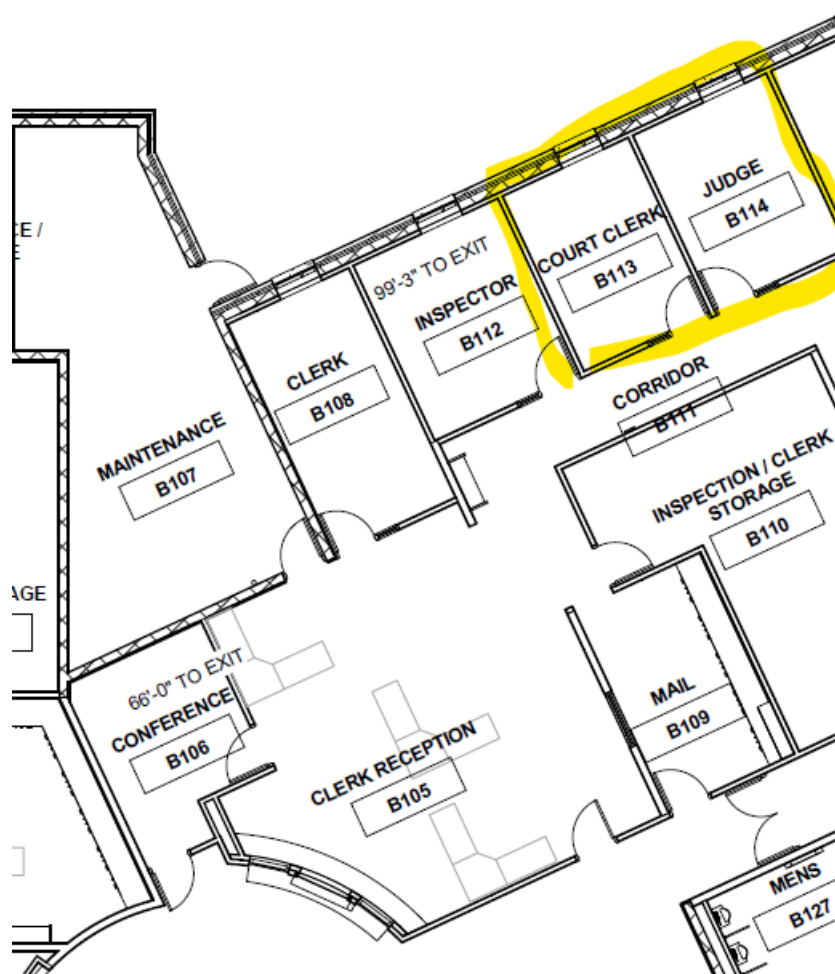 CE /
E
99'-3" TO EXIT
JUDGE
B114
COURT CLERK
B113
INSPECTOR
B112
CLERK
B108
CORRIDOR
B111
MAINTENANCE
B107
INSPECTION / CLERK
STORAGE
B110
AGE
66'-0" TO EXIT
CONFERENCE
B106
MAIL
B109
CLERK RECEPTION
B105
MENS
B127